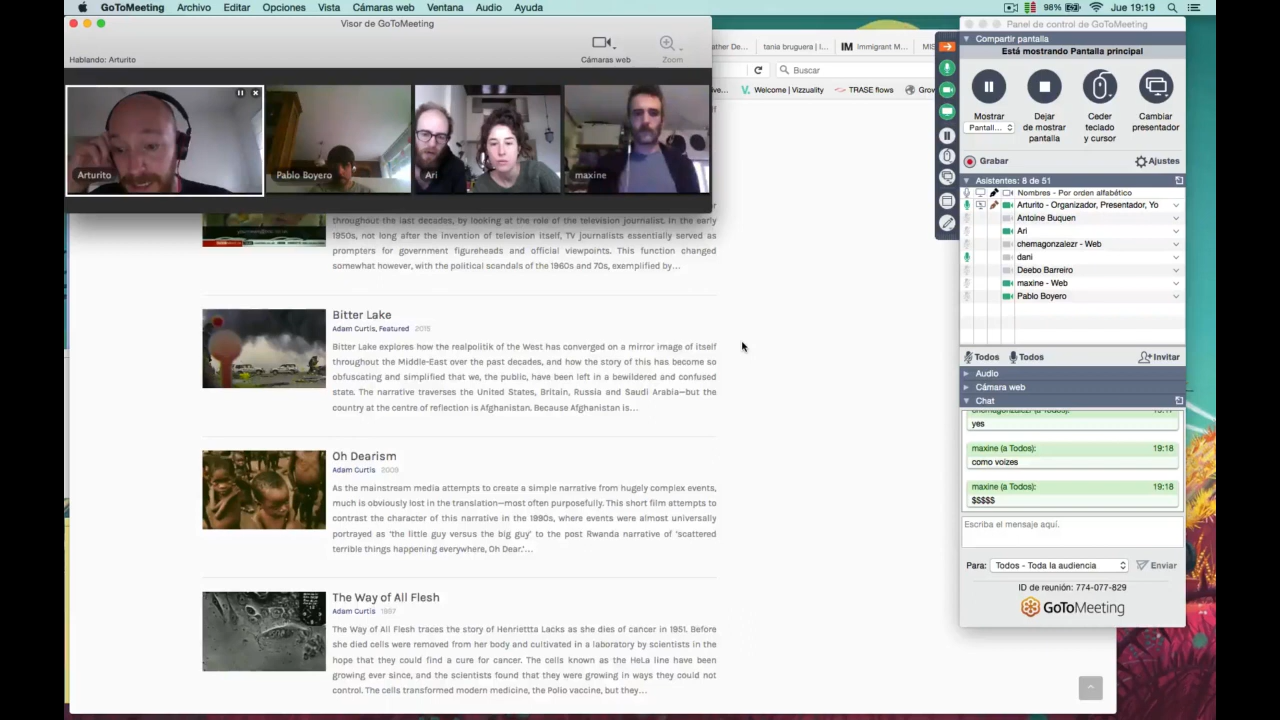 GoToMeeting Archivo Editar Opciones Vista Cámaras web Ventana Audio Ayuda 98% Jue 19:19
Visor de GoToMeeting
Hablando: Arturito
Cámaras web
Zoom
Arturito
Pablo Boyero
Ari
maxine
tania bruguera | I...
IM Immigrant M...
Buscar
Welcome | Vizzuality
TRASE flows
throughout the last decades, by looking at the role of the television journalist. In the early
1950s, not long after the invention of television itself, TV journalists essentially served as
prompters for government figureheads and official viewpoints. This function changed
somewhat however, with the political scandals of the 1960s and 70s, exemplified by...
Bitter Lake
Adam Curtis, Featured 2015
Bitter Lake explores how the realpolitik of the West has converged on a mirror image of itself
throughout the Middle-East over the past decades, and how the story of this has become so
obfuscating and simplified that we, the public, have been left in a bewildered and confused
state. The narrative traverses the United States, Britain, Russia and Saudi Arabia—but the
country at the centre of reflection is Afghanistan. Because Afghanistan is...
Oh Dearism
Adam Curtis 2009
As the mainstream media attempts to create a simple narrative from hugely complex events,
much is obviously lost in the translation—most often purposefully. This short film attempts to
contrast the character of this narrative in the 1990s, where events were almost universally
portrayed as 'the little guy versus the big guy' to the post Rwanda narrative of 'scattered
terrible things happening everywhere, Oh Dear.'...
The Way of All Flesh
Adam Curtis 1997
The Way of All Flesh traces the story of Henriettta Lacks as she dies of cancer in 1951. Before
she died cells were removed from her body and cultivated in a laboratory by scientists in the
hope that they could find a cure for cancer. The cells known as the HeLa line have been
growing ever since, and the scientists found that they were growing in ways they could not
control. The cells transformed modern medicine, the Polio vaccine, but they...
Panel de control de GoToMeeting
Compartir pantalla
Está mostrando Pantalla principal
Mostrar
Pantall...
Dejar
de mostrar
pantalla
Ceder
teclado
y cursor
Cambiar
presentador
Grabar
Ajustes
Asistentes: 8 de 51
Nombres - Por orden alfabético
Arturito - Organizador, Presentador, Yo
Antoine Buquen
Ari
chemagonzalezr - Web
dani
Deebo Barreiro
maxine - Web
Pablo Boyero
Todos
Todos
Invitar
Audio
Cámara web
Chat
chemagonzalezr (a Todos):
yes
maxine (a Todos): 19:18
como voizes
maxine (a Todos): 19:18
$$$$$
Escriba el mensaje aquí.
Para: Todos - Toda la audiencia
Enviar
ID de reunión: 774-077-829
GoToMeeting